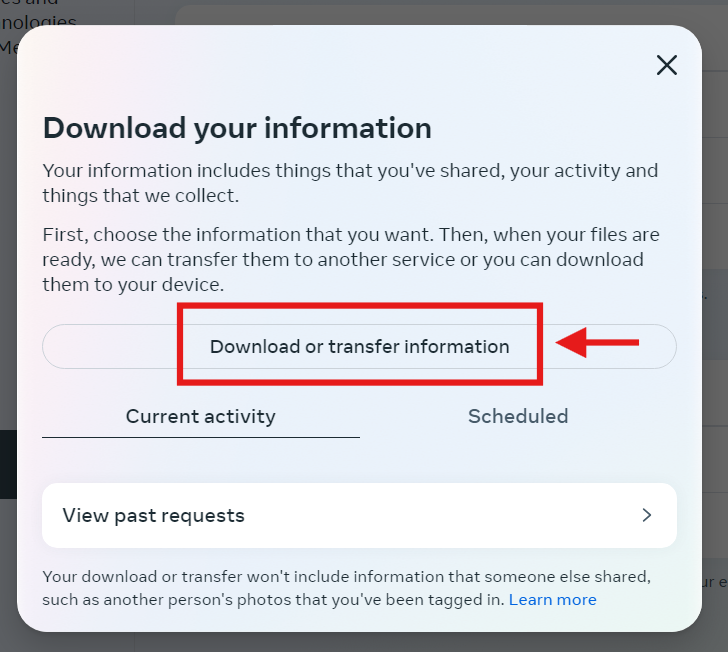 nologies
Download your information
Your information includes things that you've shared, your activity and
things that we collect.
First, choose the information that you want. Then, when your files are
ready, we can transfer them to another service or you can download
them to your device.
Download or transfer information
Current activity
Scheduled
View past requests
Your download or transfer won't include information that someone else shared,
such as another person's photos that you've been tagged in. Learn more